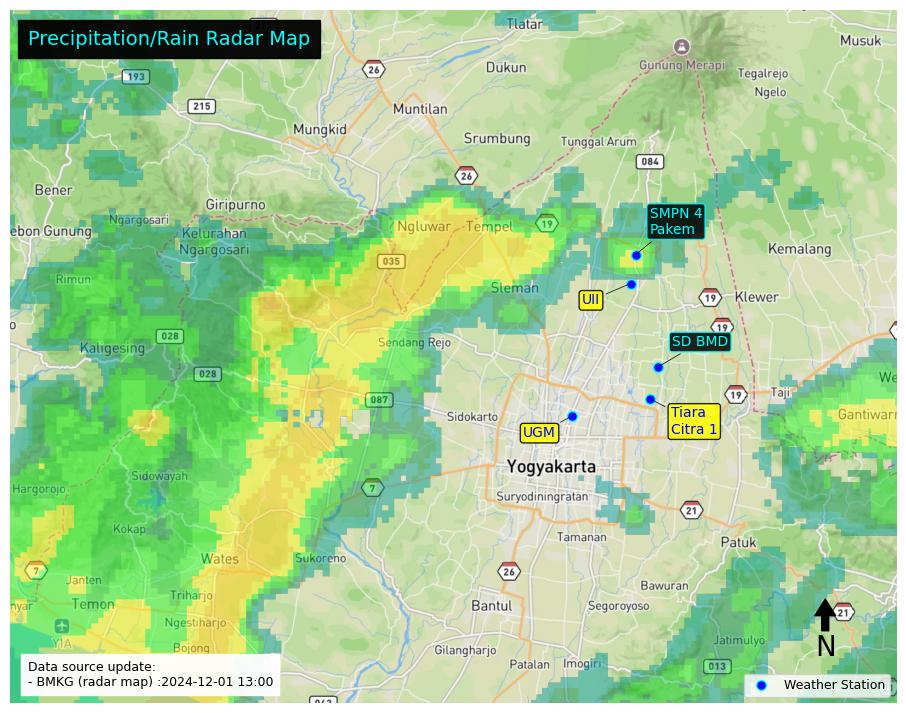 Precipitation/Rain Radar Map
Tlatar
Musuk
26
Dukun
Gunung Merapi
Tegalrejo
193
Ngelo
215
Muntilan
Mungkid
Srumbung
Tunggal Arum
084
26
Bener
Giripurno
Ngargosari
SMPN 4
Pakem
ebon Gunung
Kelurahan
Ngargosari
Ngluwar
Tempel
19
Kemalang
035
Rimun
Sleman
UII
19
Klewer
19
028
Kaligesing
Sendang Rejo
SD BMD
028
087
19
Taji
We
Tiara
Citra 1
Gantiwarn
Sidokarto
UGM
Yogyakarta
Sidowayah
Hargorojo
7
Suryodiningratan
21
Kokap
Tamanan
Patuk
Wates
Sukoreno
7
26
Janten
Bawuran
Triharjo
nyar
Temon
Bantul
Segoroyoso
21
Ngestiharjo
YIA
Bojong
N
Jatimulyo
Gilangharjo
Patalan
Imogiri
013
Data source update:
- BMKG (radar map) :2024-12-01 13:00
Weather Station